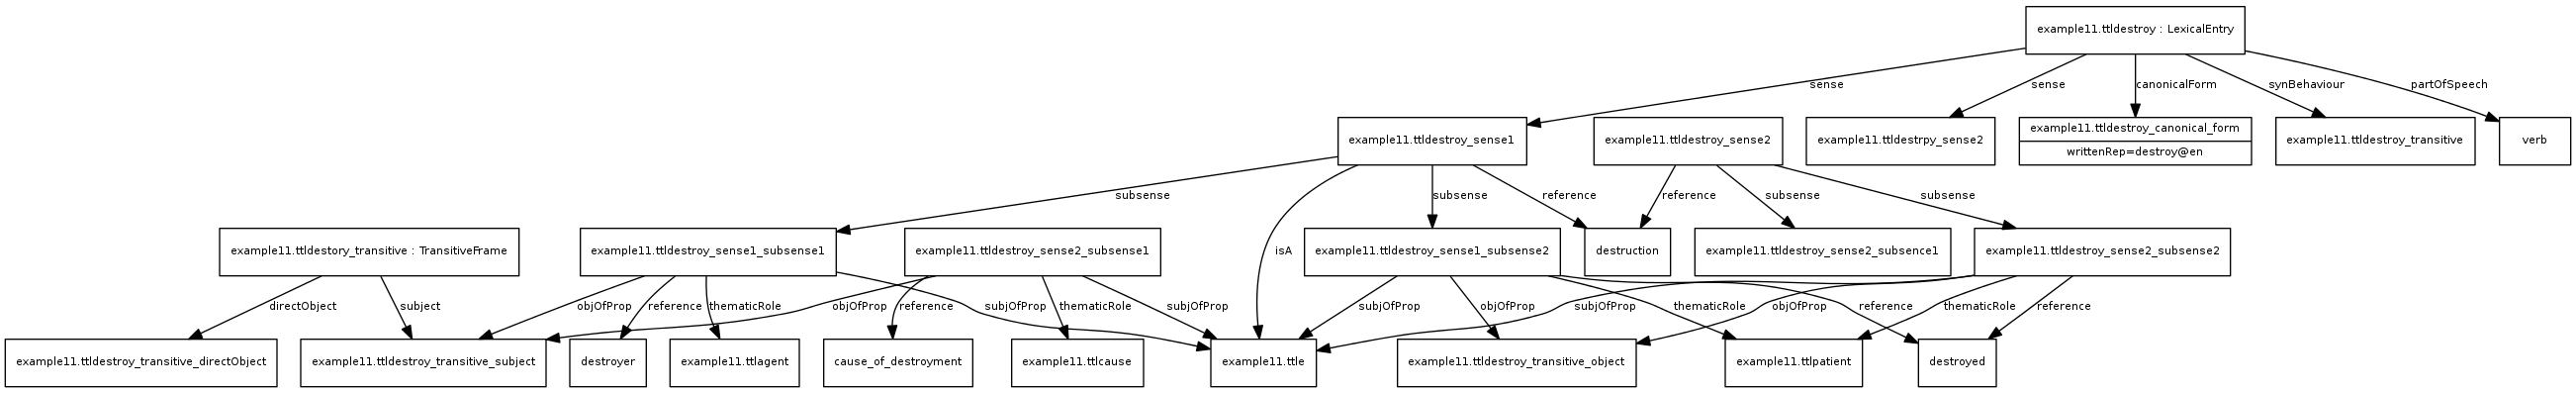 example11.ttldestroy : LexicalEntry
sense
sense
canonicalForm
synBehaviour
partOfSpeech
example11.ttldestroy_sense1
example11.ttldestroy_sense2
example11.ttldestrpy_sense2
example11.ttldestroy_canonical_form
writtenRep=destroy@en
example11.ttldestroy_transitive
verb
subsense
isA
subsense
reference
reference
subsense
subsense
example11.ttldestory_transitive : TransitiveFrame
example11.ttldestroy_sense1_subsense1
example11.ttldestroy_sense2_subsense1
example11.ttldestroy_sense1_subsense2
destruction
example11.ttldestroy_sense2_subsence1
example11.ttldestroy_sense2_subsense2
directObject
subject
objOfProp
reference
thematicRole
objOfProp
reference
subjOfProp
thematicRole
subjOfProp
subjOfProp
objOfProp
subjOfProp
thematicRole
objOfProp
reference
thematicRole
reference
example11.ttldestroy_transitive_directObject
example11.ttldestroy_transitive_subject
destroyer
example11.ttlagent
cause_of_destroyment
example11.ttlcause
example11.ttle
example11.ttldestroy_transitive_object
example11.ttlpatient
destroyed